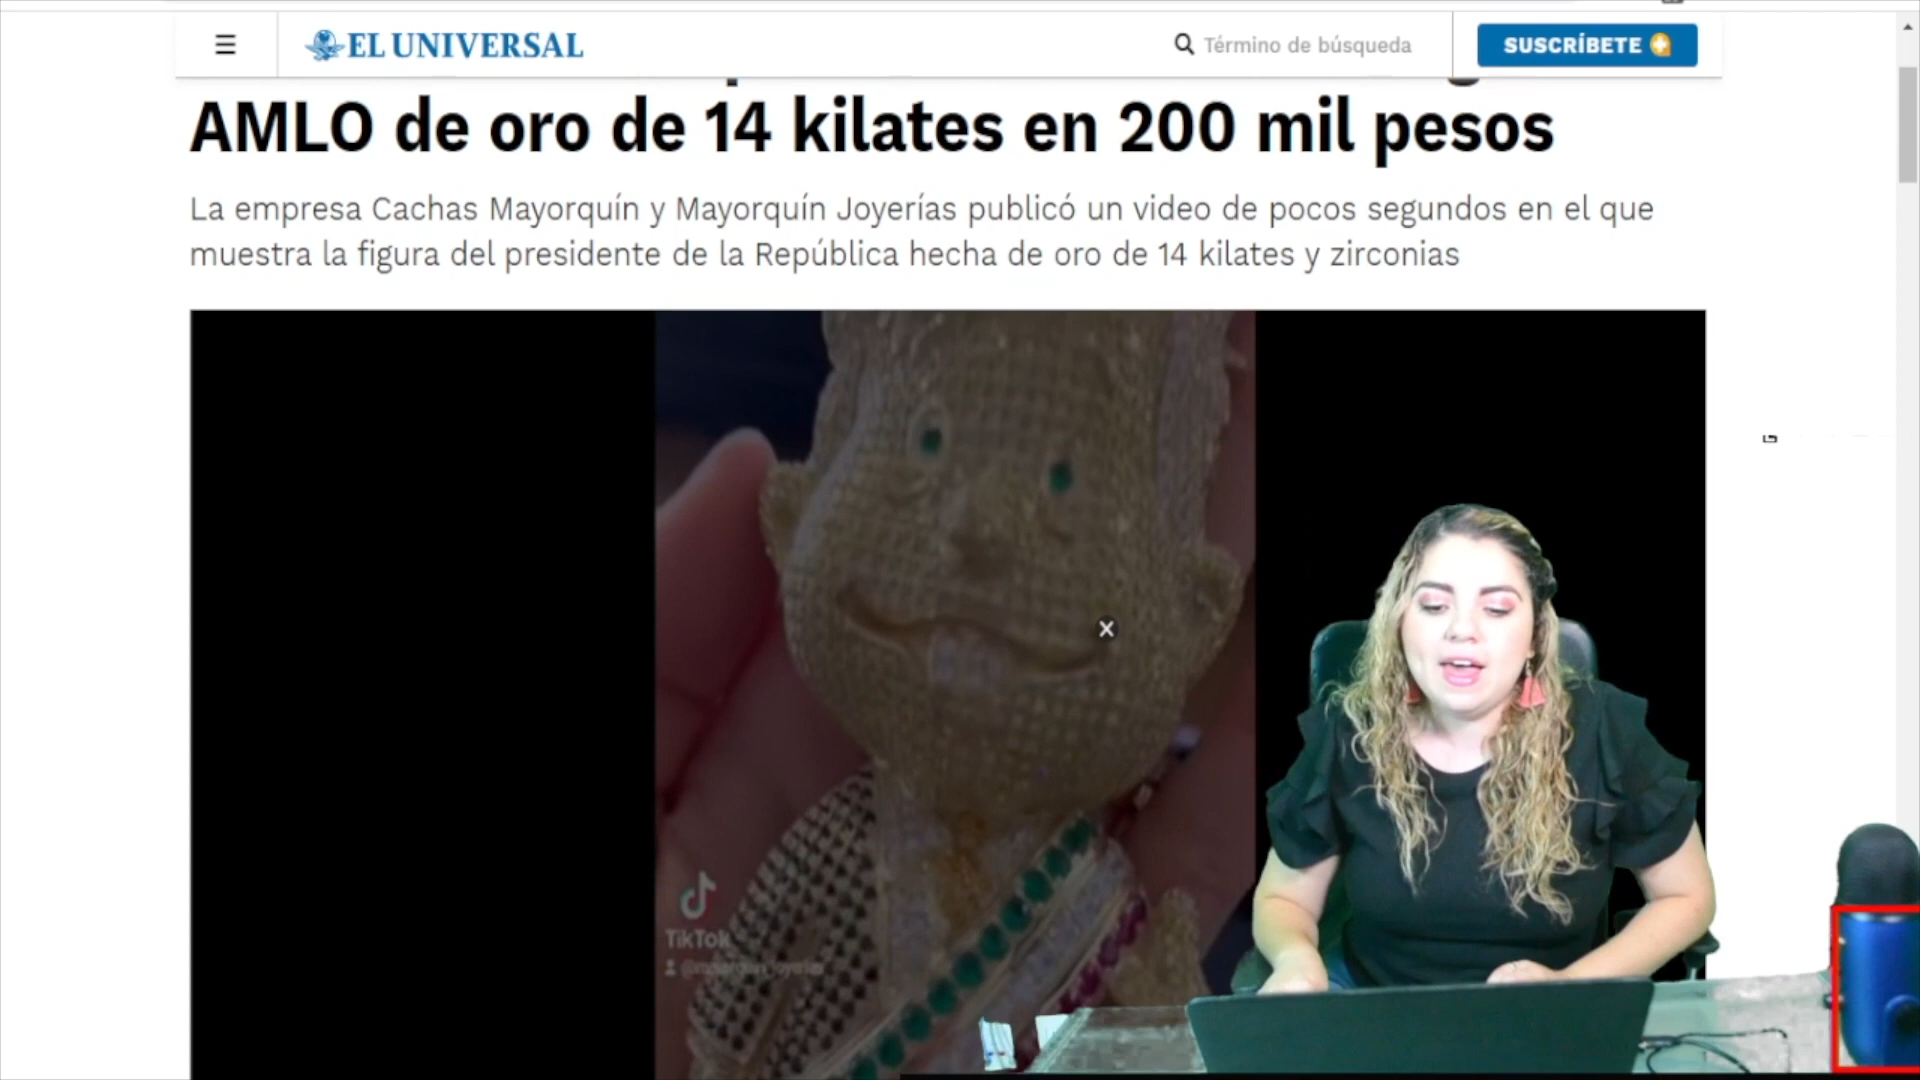 EL UNIVERSAL
Término de búsqueda
SUSCRÍBETE
AMLO de oro de 14 kilates en 200 mil pesos
La empresa Cachas Mayorquín y Mayorquín Joyerías publicó un video de pocos segundos en el que
muestra la figura del presidente de la República hecha de oro de 14 kilates y zirconias
X
TikTok